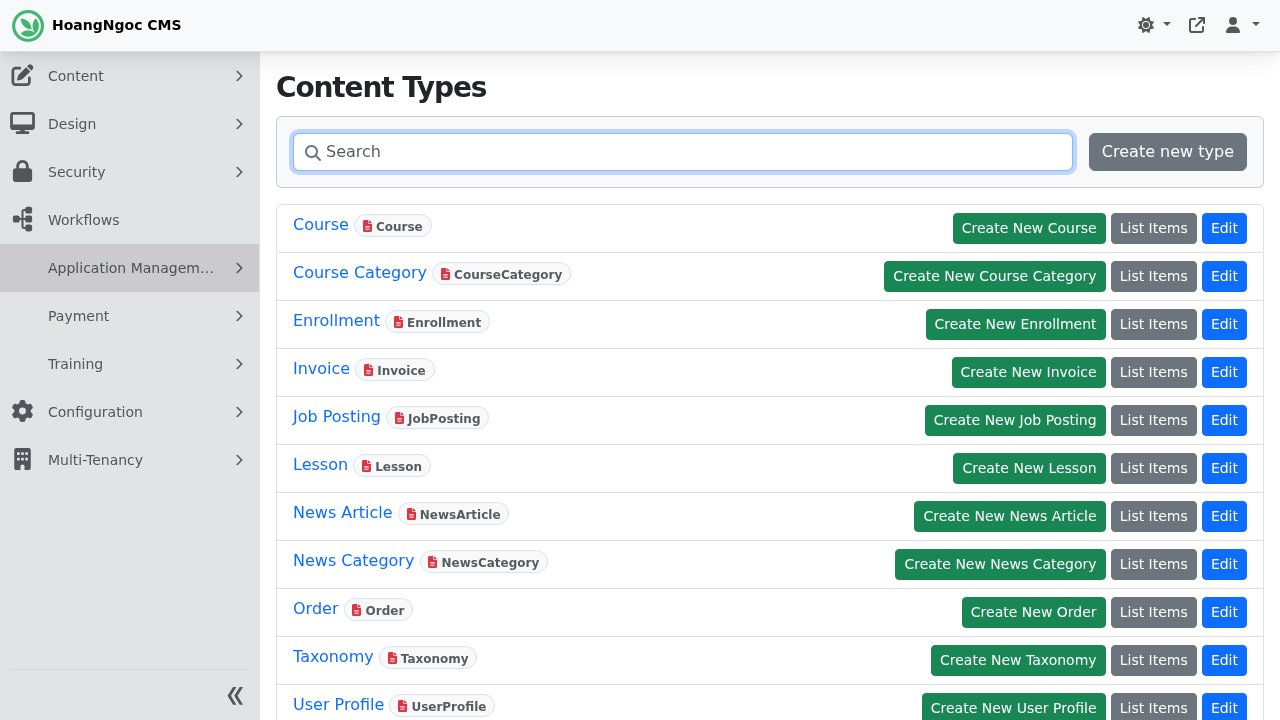 HoangNgoc CMS
Content
Design
Security
Workflows
Application Managem...
Payment
Training
Configuration
Multi-Tenancy
Content Types
Search
Create new type
Course Course Create New Course List Items Edit
Course Category CourseCategory Create New Course Category List Items Edit
Enrollment Enrollment Create New Enrollment List Items Edit
Invoice Invoice Create New Invoice List Items Edit
Job Posting JobPosting Create New Job Posting List Items Edit
Lesson Lesson Create New Lesson List Items Edit
News Article NewsArticle Create New News Article List Items Edit
News Category NewsCategory Create New News Category List Items Edit
Order Order Create New Order List Items Edit
Taxonomy Taxonomy Create New Taxonomy List Items Edit
User Profile UserProfile Create New User Profile List Items Edit